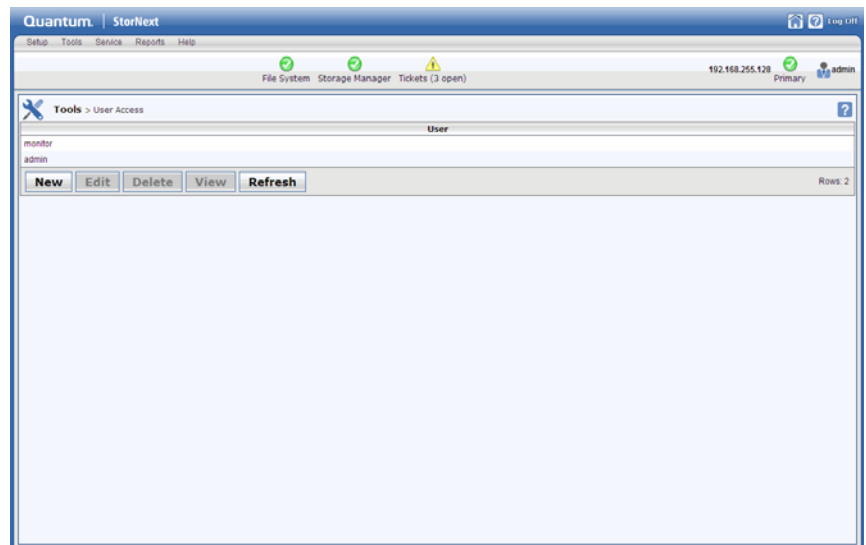 Quantum. | StorNext
Log Off
Setup Tools Service Reports Help
File System Storage Manager Tickets (3 open)
192.168.255.128 Primary admin
Tools > User Access
User
monitor
admin
New Edit Delete View Refresh
Rows: 2